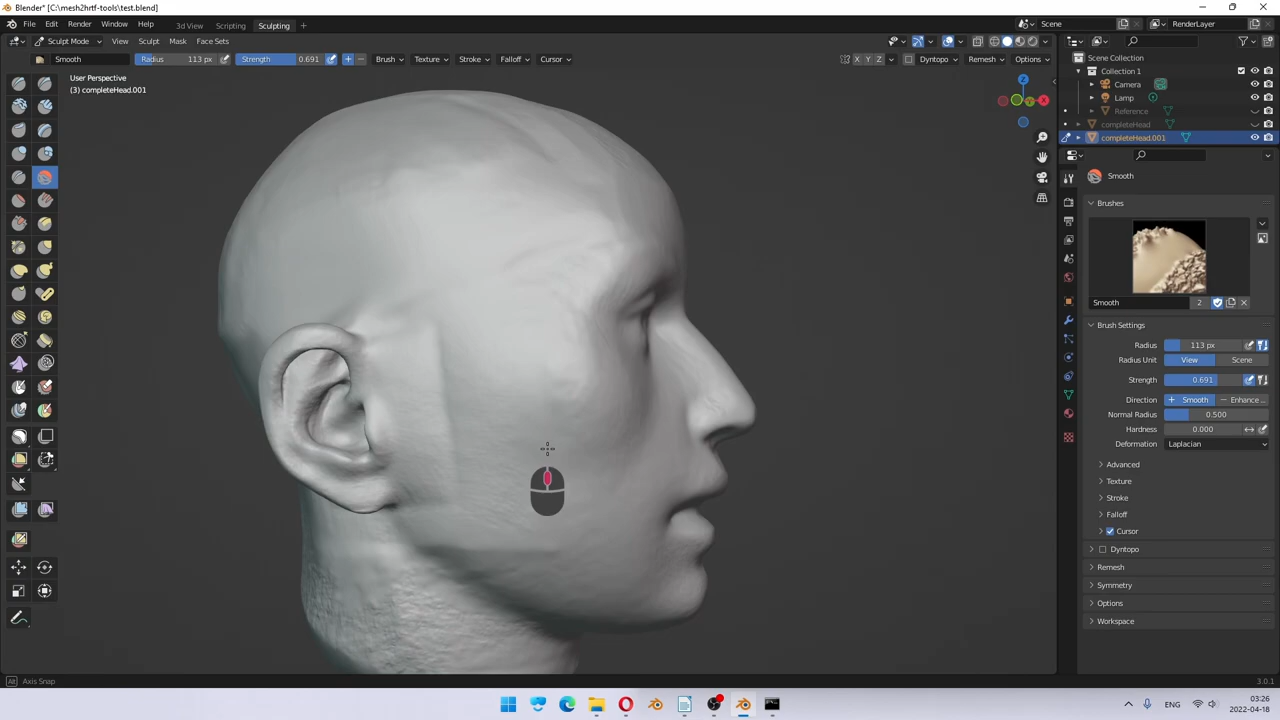 Blender* [C:\mesh2hrtf-tools\test.blend]
File Edit Render Window Help 3d View Scripting Sculpting Scene RenderLayer
Sculpt Mode View Sculpt Mask Face Sets Options
Smooth Radius 113 px Strength 0.691 Brush Texture Stroke Falloff Cursor X Y Z Dyntopo Remesh Options
User Perspective
(3) completeHead.001
Z
X
Scene Collection
Collection 1
Camera
Lamp
Reference
completeHead
completeHead.001
Smooth
Brushes
Smooth 2
Brush Settings
Radius 113 px
Radius Unit View Scene
Strength 0.691
Direction Smooth Enhance...
Normal Radius 0.500
Hardness 0.000
Deformation Laplacian
Advanced
Texture
Stroke
Falloff
Cursor
Dyntopo
Remesh
Symmetry
Options
Workspace
Alt Axis Snap 3.0.1
ENG 03:26
2022-04-18